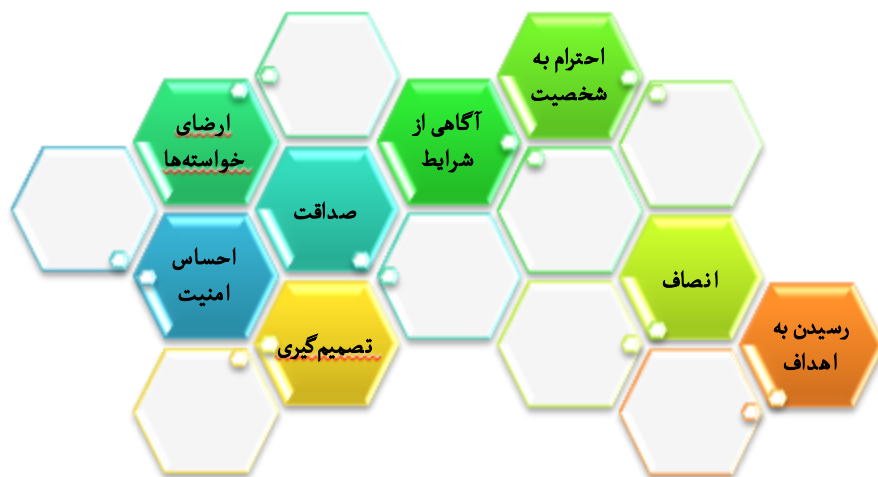 احترام به
شخصیت
آگاهی از
شرایط
ارضای
خواسته‌ها
صداقت
احساس
امنیت
انصاف
تصمیم‌گیری
رسیدن به
اهداف